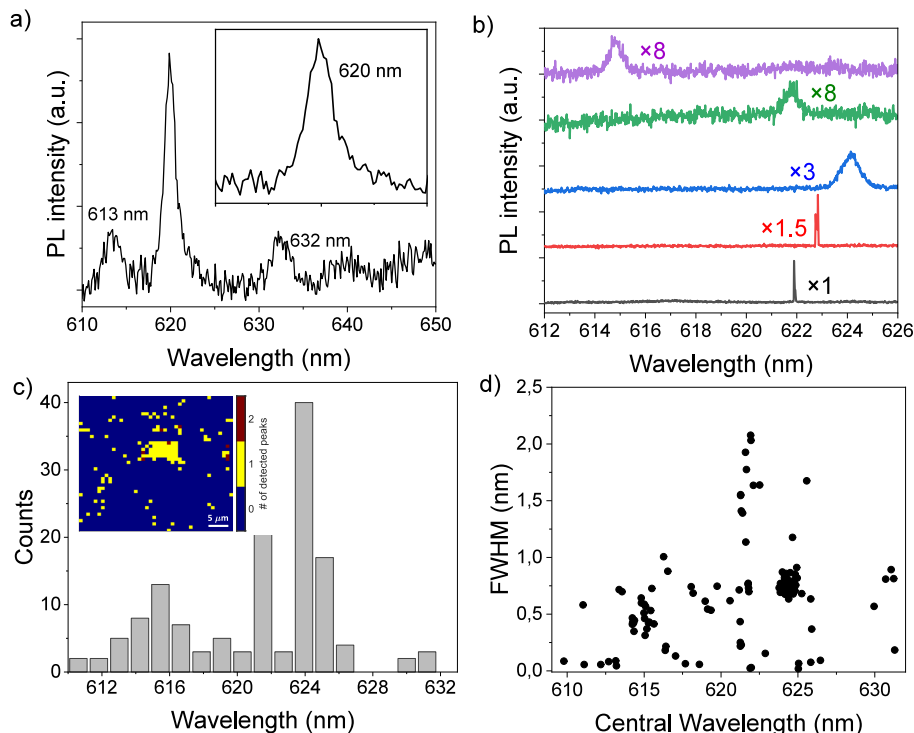 a)
PL intensity (a.u.)
613 nm
632 nm
620 nm
610 620 630 640 650
Wavelength (nm)
b)
PL intensity (a.u.)
×8
×8
×3
×1.5
×1
612 614 616 618 620 622 624 626
Wavelength (nm)
c)
Counts
40
30
20
10
0
# of detected peaks
2
1
0
5 μm
612 616 620 624 628 632
Wavelength (nm)
d)
FWHM (nm)
2,5
2,0
1,5
1,0
0,5
0,0
610 615 620 625 630
Central Wavelength (nm)